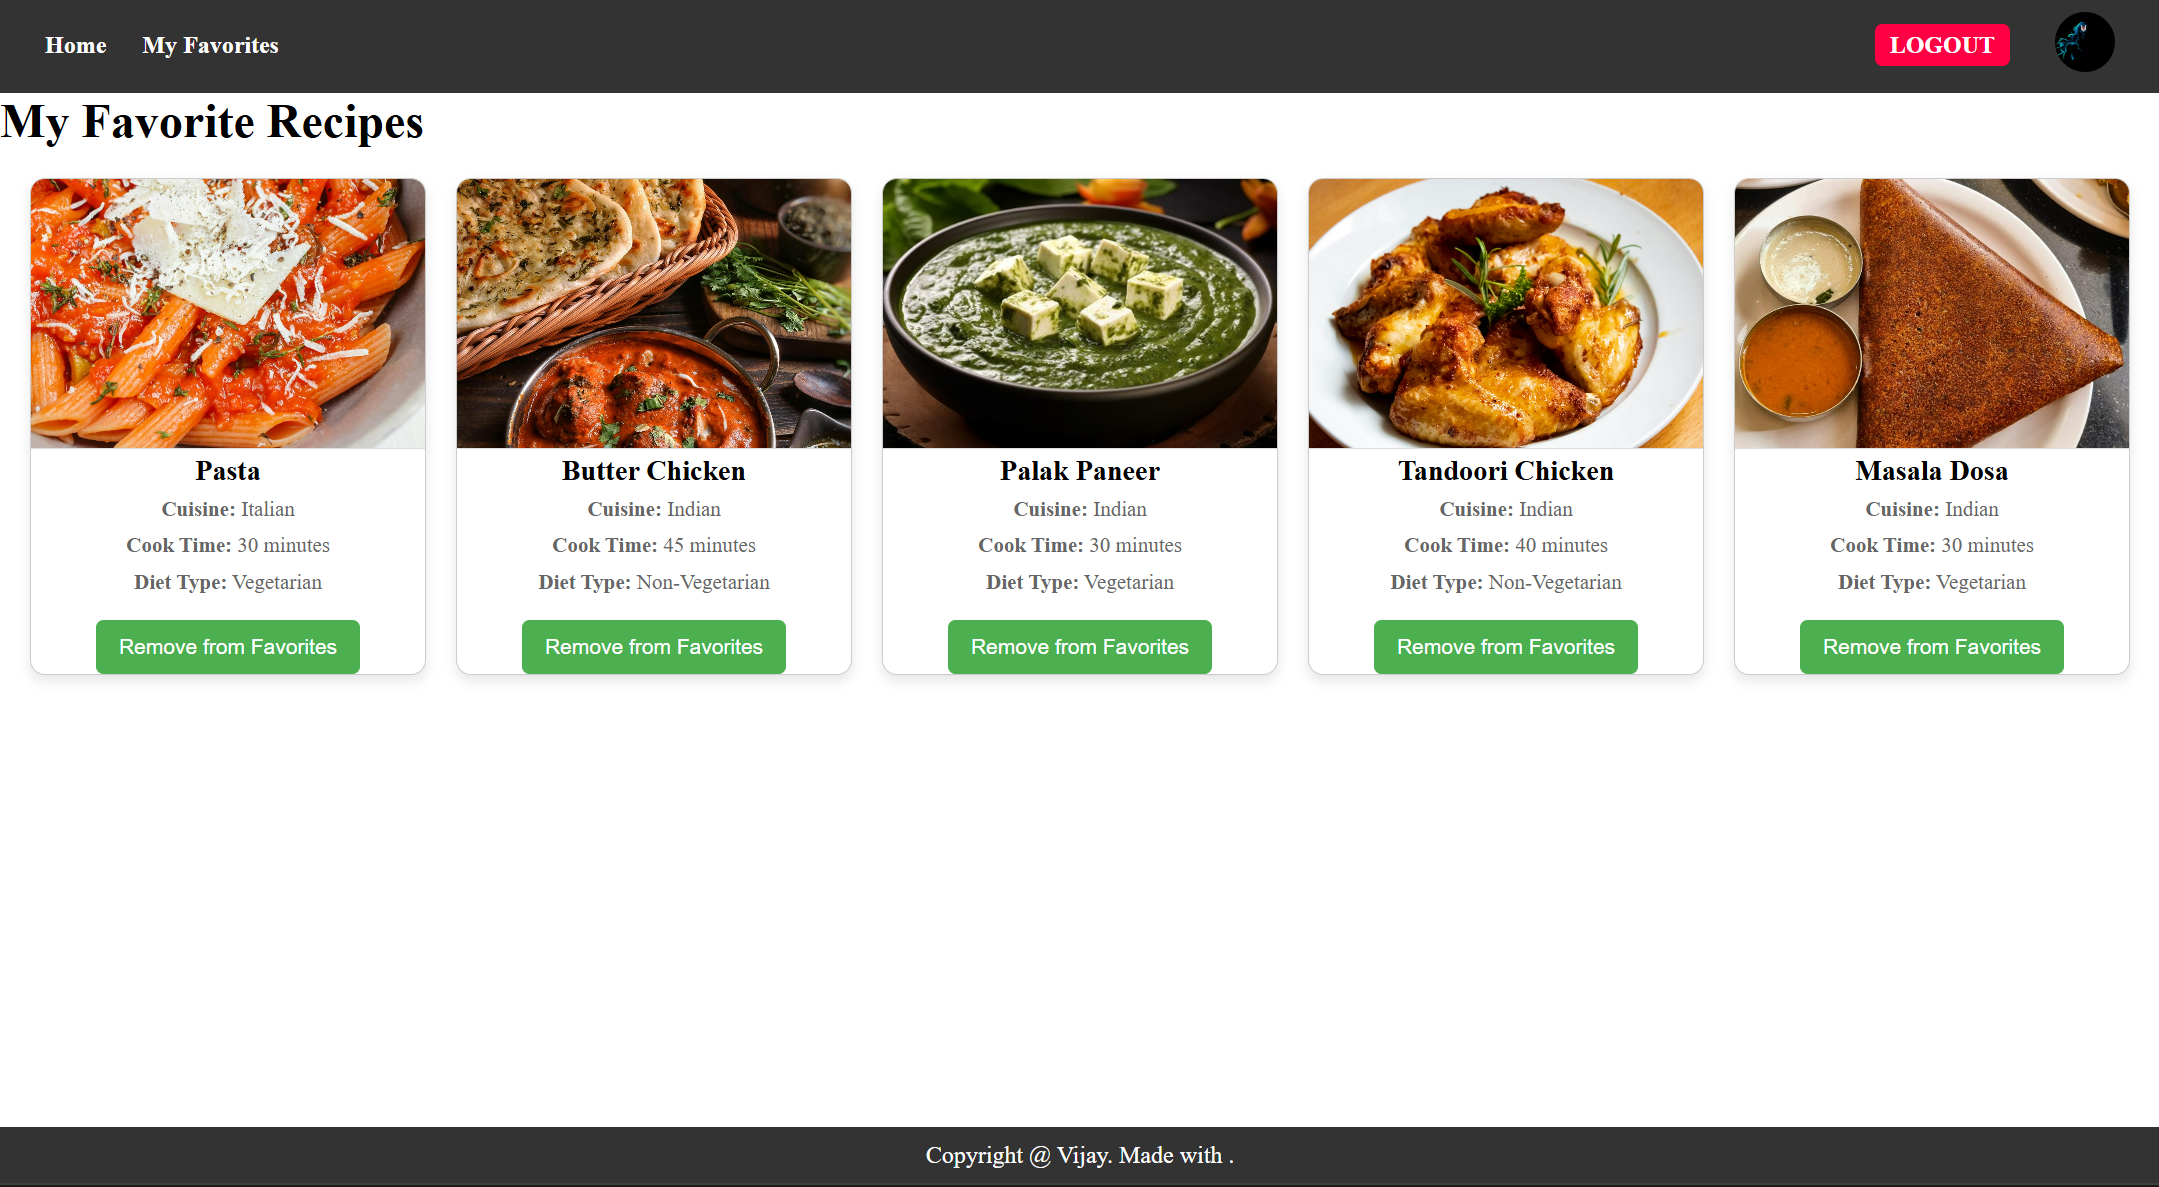 Home My Favorites LOGOUT
My Favorite Recipes
Pasta
Cuisine: Italian
Cook Time: 30 minutes
Diet Type: Vegetarian
Remove from Favorites
Butter Chicken
Cuisine: Indian
Cook Time: 45 minutes
Diet Type: Non-Vegetarian
Remove from Favorites
Palak Paneer
Cuisine: Indian
Cook Time: 30 minutes
Diet Type: Vegetarian
Remove from Favorites
Tandoori Chicken
Cuisine: Indian
Cook Time: 40 minutes
Diet Type: Non-Vegetarian
Remove from Favorites
Masala Dosa
Cuisine: Indian
Cook Time: 30 minutes
Diet Type: Vegetarian
Remove from Favorites
Copyright @ Vijay. Made with .